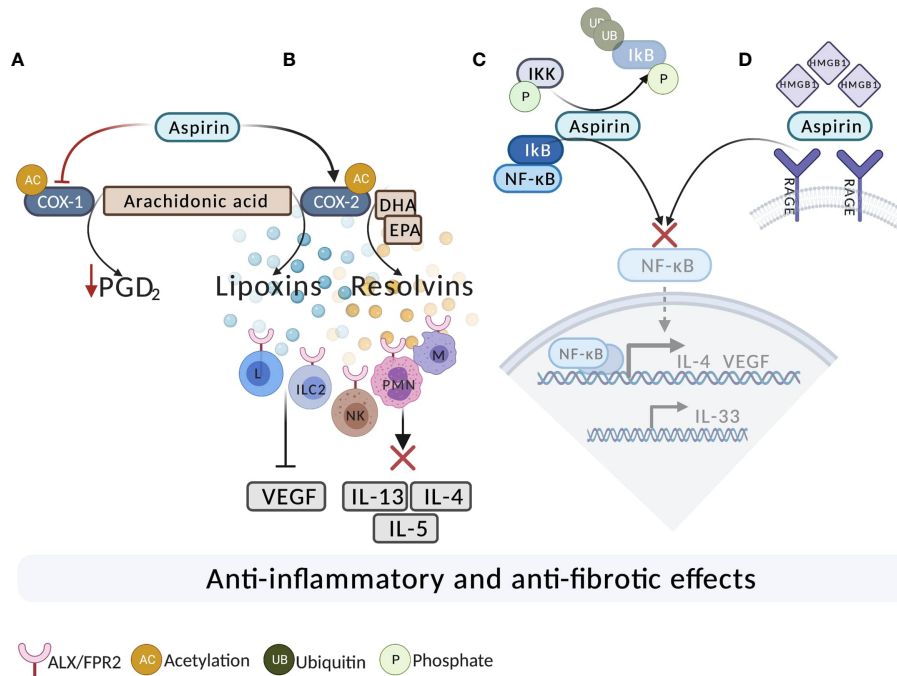 A
B
C
D
Aspirin
AC
COX-1
Arachidonic acid
AC
COX-2
DHA
EPA
PGD2
Lipoxins
Resolvins
L
ILC2
NK
PMN
M
VEGF
IL-13
IL-4
IL-5
UB
UB
IkB
P
IKK
P
Aspirin
IkB
NF-κB
HMGB1
HMGB1
HMGB1
Aspirin
RAGE
RAGE
NF-κB
NF-κB
IL-4 VEGF
IL-33
Anti-inflammatory and anti-fibrotic effects
ALX/FPR2
AC Acetylation
UB Ubiquitin
P Phosphate